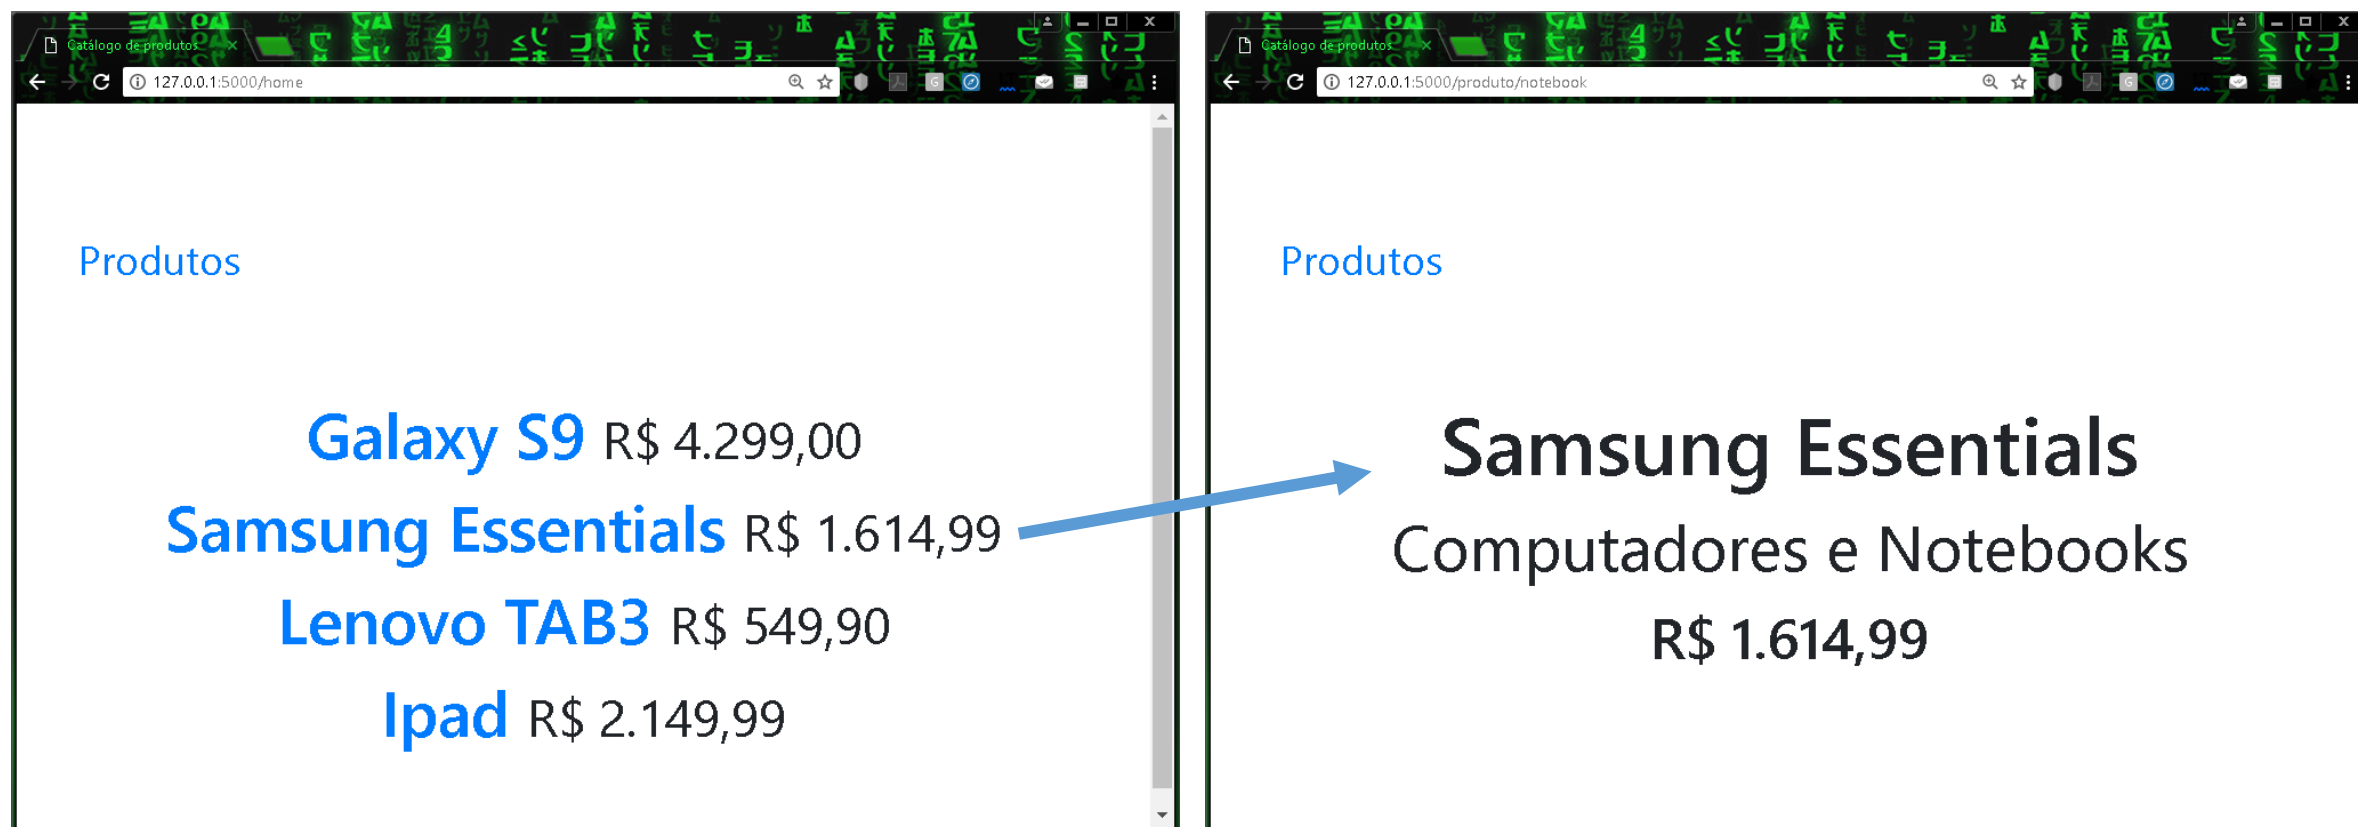 Catálogo de produtos
127.0.0.1:5000/home
Produtos
Galaxy S9 R$ 4.299,00
Samsung Essentials R$ 1.614,99
Lenovo TAB3 R$ 549,90
Ipad R$ 2.149,99
Catálogo de produtos
127.0.0.1:5000/produto/notebook
Produtos
Samsung Essentials
Computadores e Notebooks
R$ 1.614,99